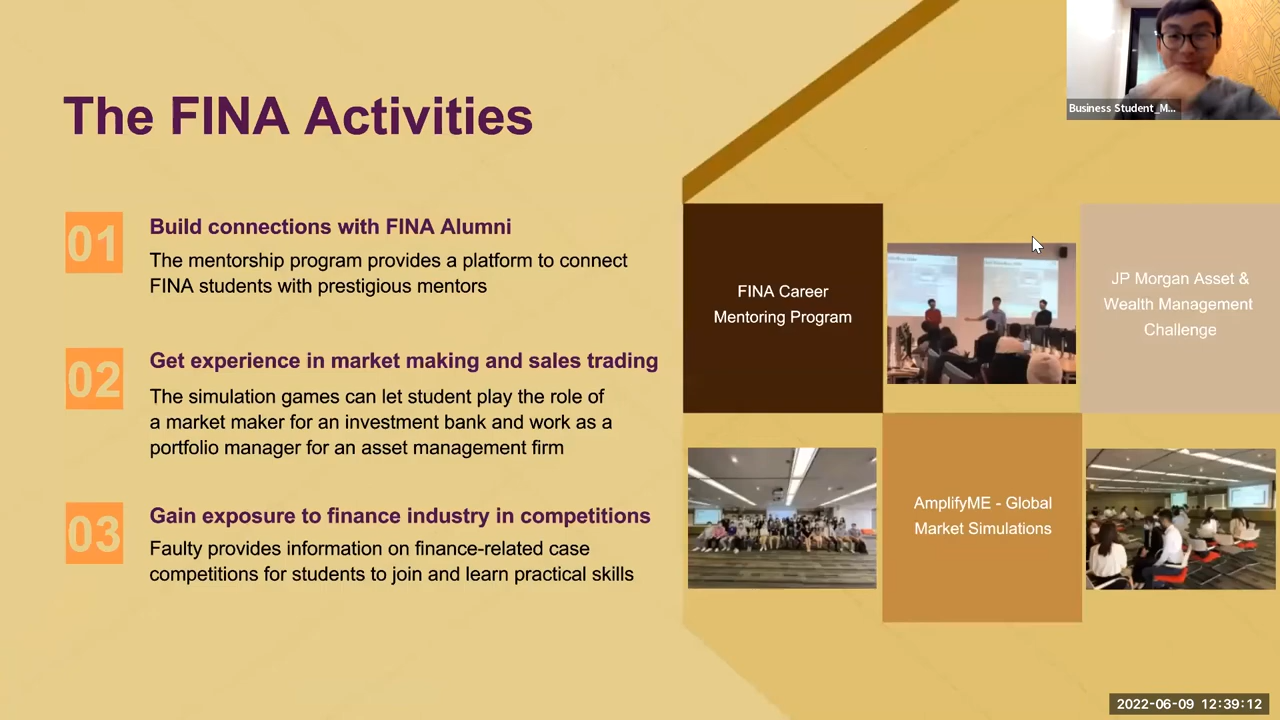 The FINA Activities
01
Build connections with FINA Alumni
The mentorship program provides a platform to connect
FINA students with prestigious mentors
02
Get experience in market making and sales trading
The simulation games can let student play the role of
a market maker for an investment bank and work as a
portfolio manager for an asset management firm
03
Gain exposure to finance industry in competitions
Faulty provides information on finance-related case
competitions for students to join and learn practical skills
FINA Career
Mentoring Program
JP Morgan Asset &
Wealth Management
Challenge
AmplifyME - Global
Market Simulations
Business Student_M...
2022-06-09 12:39:12